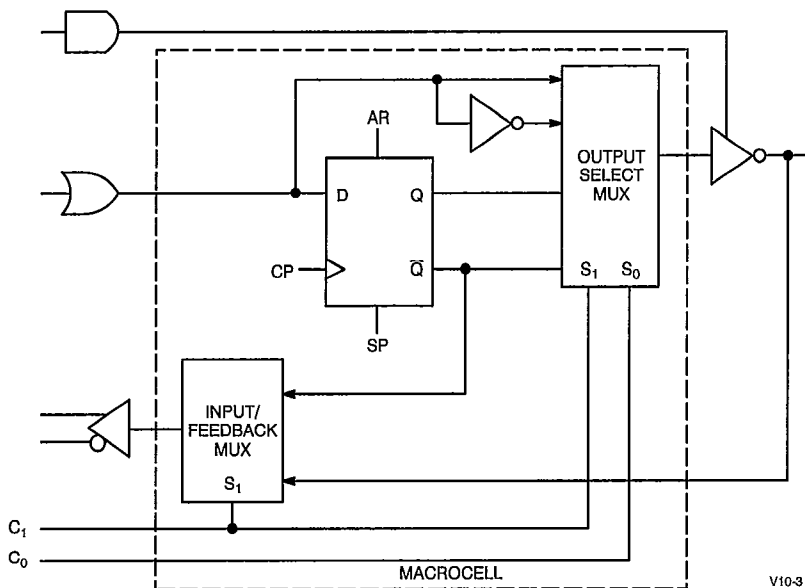 AR
D
Q
OUTPUT
SELECT
MUX
CP
Q̅
S₁
S₀
SP
INPUT/
FEEDBACK
MUX
S₁
C₁
C₀
MACROCELL
V10-3